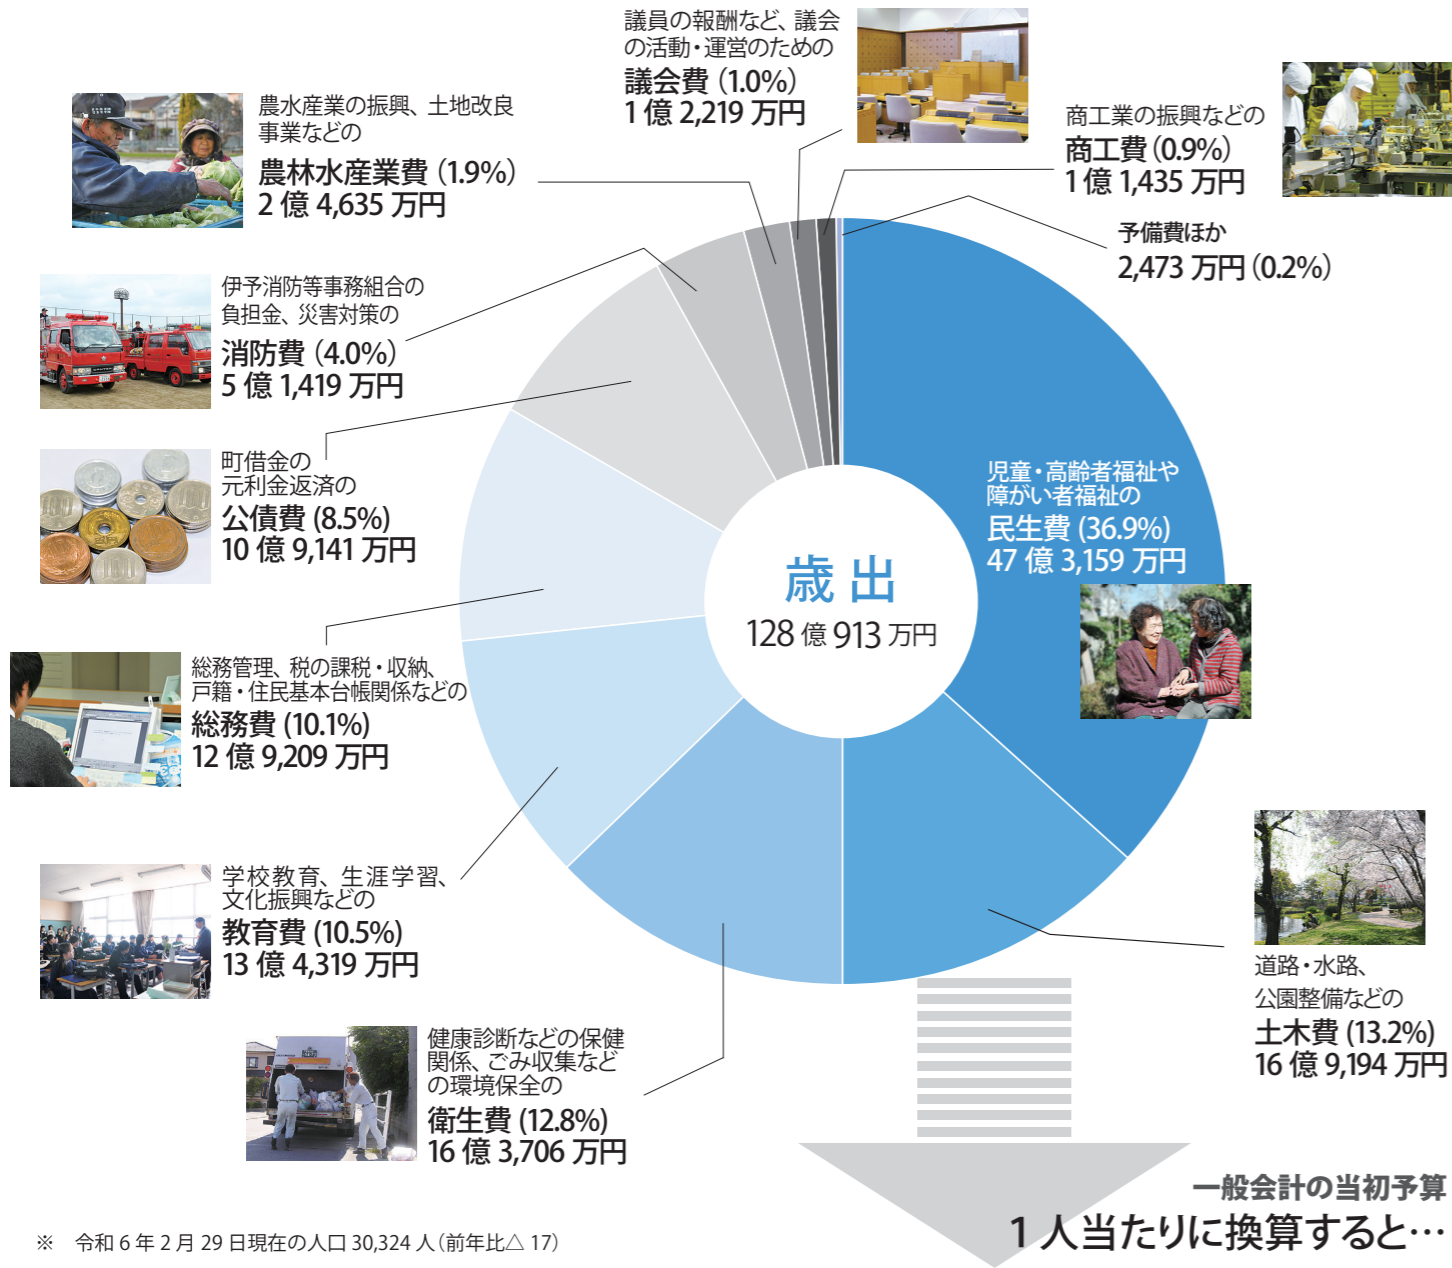 議員の報酬など、議会
の活動・運営のための
議会費（1.0%）
1億2,219万円
商工業の振興などの
商工費（0.9%）
1億1,435万円
予備費ほか
2,473万円（0.2%）
農水産業の振興、土地改良
事業などの
農林水産業費（1.9%）
2億4,635万円
伊予消防等事務組合の
負担金、災害対策の
消防費（4.0%）
5億1,419万円
町借金の
元利金返済の
公債費 (8.5%)
10億9,141万円
総務管理、税の課税・収納、
戸籍・住民基本台帳関係などの
総務費 (10.1%)
12億9,209万円
学校教育、生涯学習、
文化振興などの
教育費 (10.5%)
13億4,319万円
健康診断などの保健
関係、ごみ収集など
の環境保全の
衛生費 (12.8%)
16億3,706万円
児童・高齢者福祉や
障がい者福祉の
民生費 (36.9%)
47億3,159万円
歳出
128億913万円
道路・水路、
公園整備などの
土木費 (13.2%)
16億9,194万円
一般会計の当初予算
1人当たりに換算すると…
※　令和6年2月29日現在の人口30,324人（前年比△17）